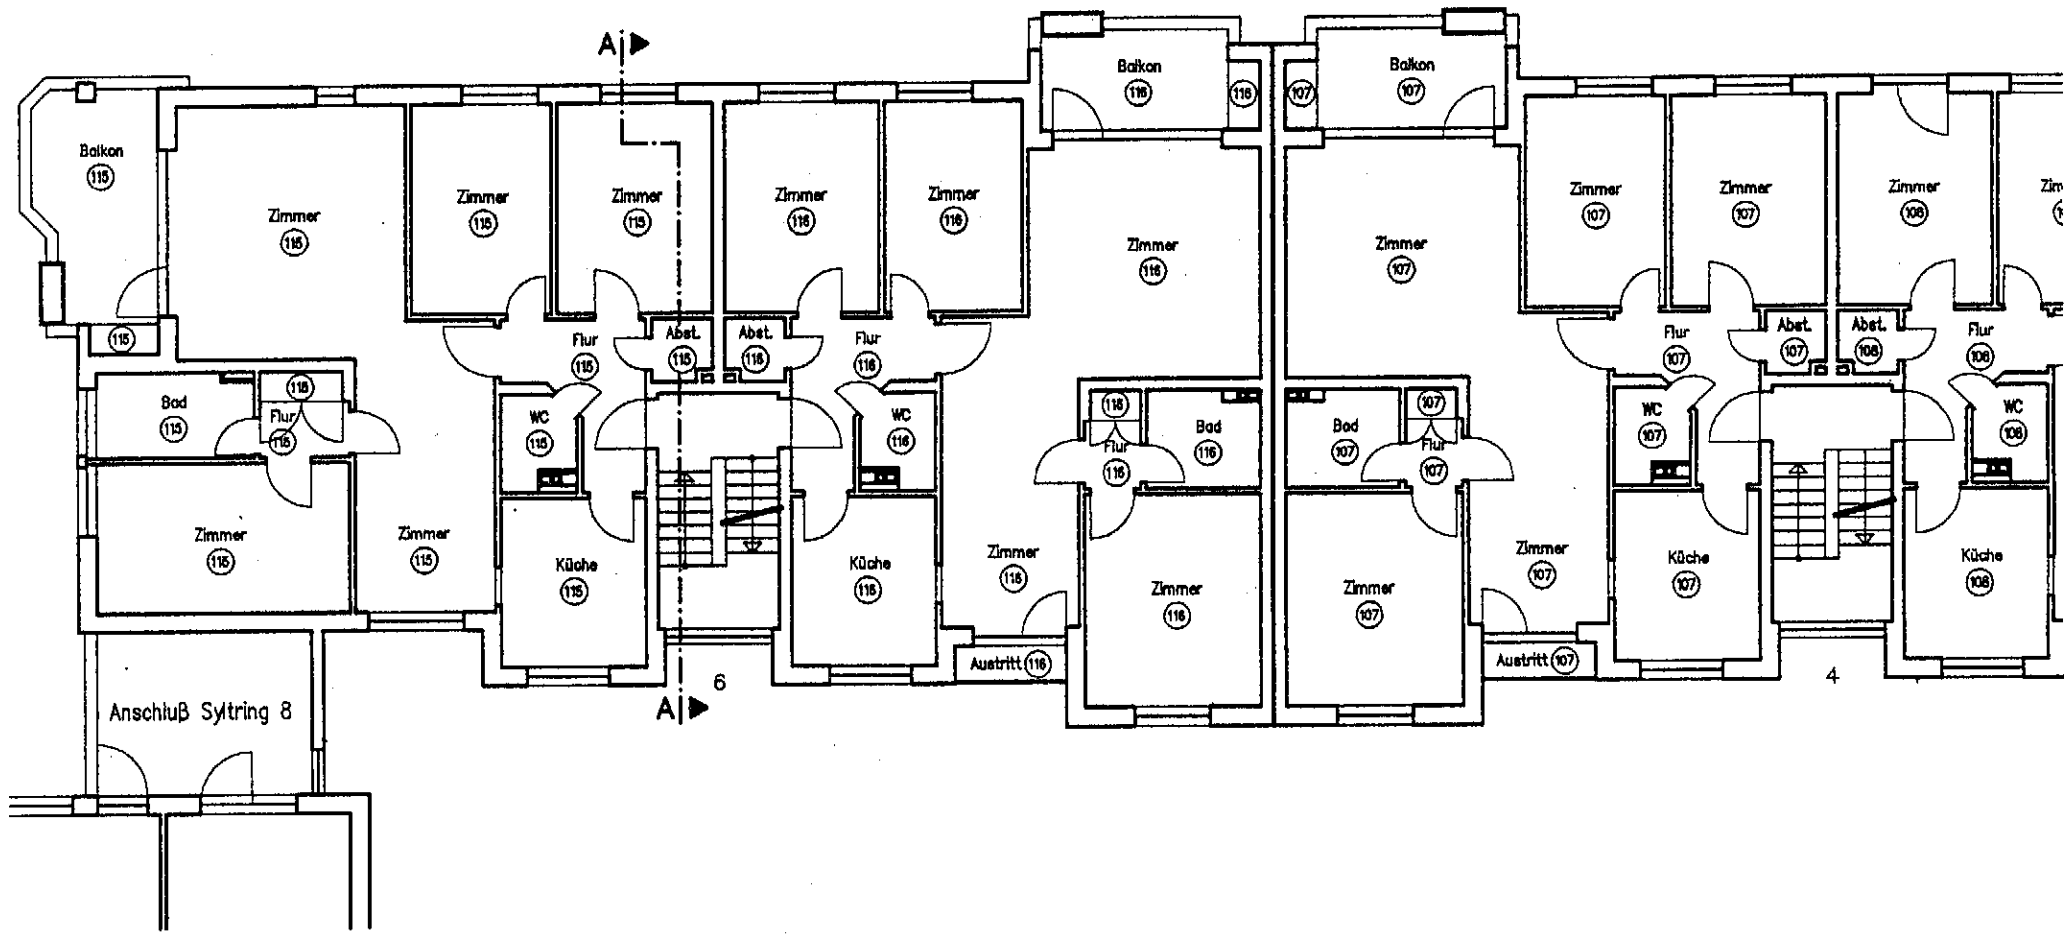 A
Balkon
116
116
107
Balkon
107
Balkon
115
Zimmer
115
Zimmer
115
Zimmer
115
Zimmer
116
Zimmer
116
Zimmer
116
Zimmer
107
Zimmer
107
Zimmer
107
Zimmer
108
115
Abst.
115
Abst.
116
Flur
115
Flur
116
Flur
107
Abst.
107
Abst.
108
Flur
108
Bad
115
115
Flur
115
WC
115
WC
116
116
Flur
116
Bad
116
Bad
107
107
Flur
107
WC
107
WC
108
Zimmer
115
Zimmer
115
Küche
115
Küche
116
Zimmer
116
Zimmer
116
Zimmer
107
Zimmer
107
Küche
107
Küche
108
Austritt 116
Austritt 107
6
4
A
Anschluß Syltring 8